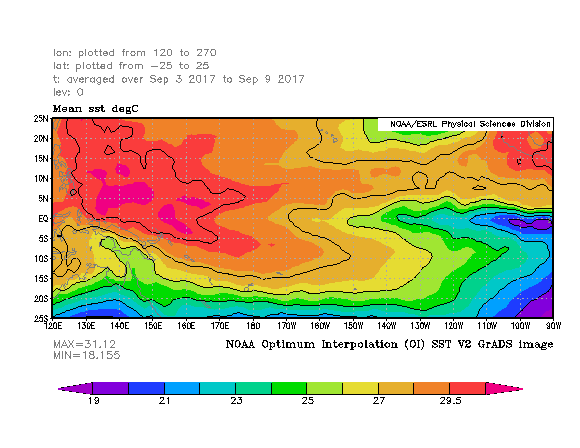 lon: plotted from 120 to 270
lat: plotted from -25 to 25
t: averaged over Sep 3 2017 to Sep 9 2017
lev: 0
Mean sst degC
NOAA/ESRL Physical Sciences Division
25N
20N
15N
10N
5N
EQ
5S
10S
15S
20S
25S
120E 130E 140E 150E 160E 170E 180 170W 160W 150W 140W 130W 120W 110W 100W 90W
MAX=31.12
MIN=18.155
NOAA Optimum Interpolation (OI) SST V2 GrADS image
19 21 23 25 27 29.5